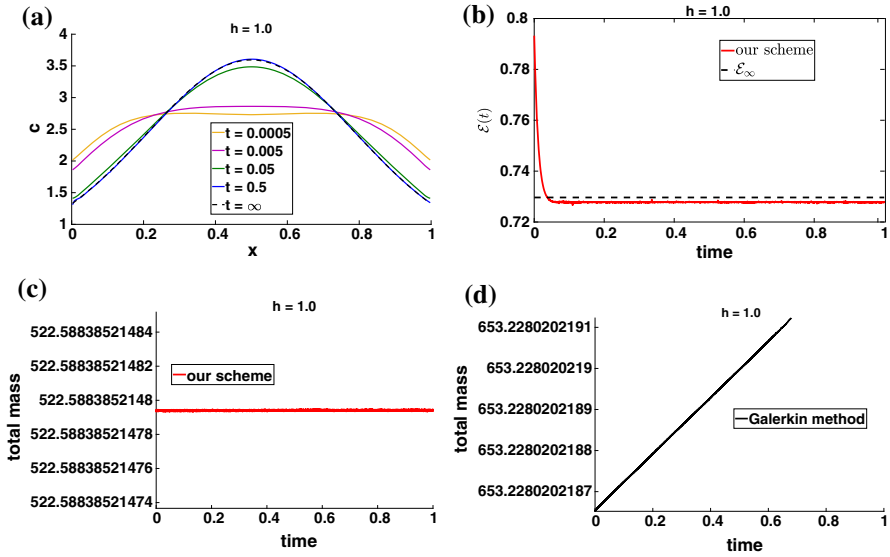 (a)
h = 1.0
4
3.5
3
2.5
2
1.5
1
c
t = 0.0005
t = 0.005
t = 0.05
t = 0.5
t = ∞
0 0.2 0.4 0.6 0.8 1
x
(b)
h = 1.0
0.8
0.78
0.76
0.74
0.72
ℰ(t)
our scheme
ℰ∞
0 0.2 0.4 0.6 0.8 1
time
(c)
h = 1.0
522.58838521484
522.58838521482
522.5883852148
522.58838521478
522.58838521476
522.58838521474
total mass
our scheme
0 0.2 0.4 0.6 0.8 1
time
(d)
h = 1.0
653.2280202191
653.228020219
653.2280202189
653.2280202188
653.2280202187
total mass
Galerkin method
0 0.2 0.4 0.6 0.8 1
time